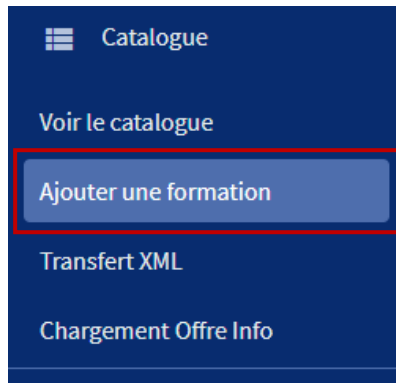 Catalogue
Voir le catalogue
Ajouter une formation
Transfert XML
Chargement Offre Info